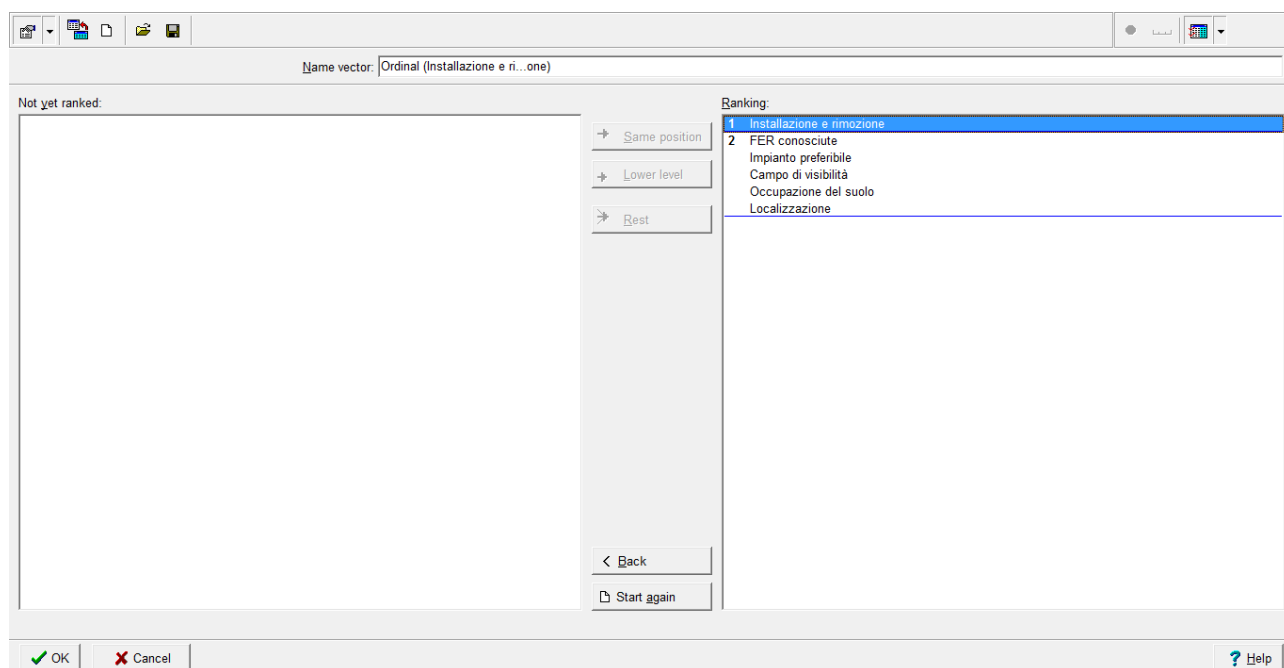 Name vector: Ordinal (Installazione e ri...one)
Not yet ranked:
Ranking:
Same position
Lower level
Rest
1 Installazione e rimozione
2 FER conosciute
Impianto preferibile
Campo di visibilità
Occupazione del suolo
Localizzazione
Back
Start again
OK
Cancel
? Help